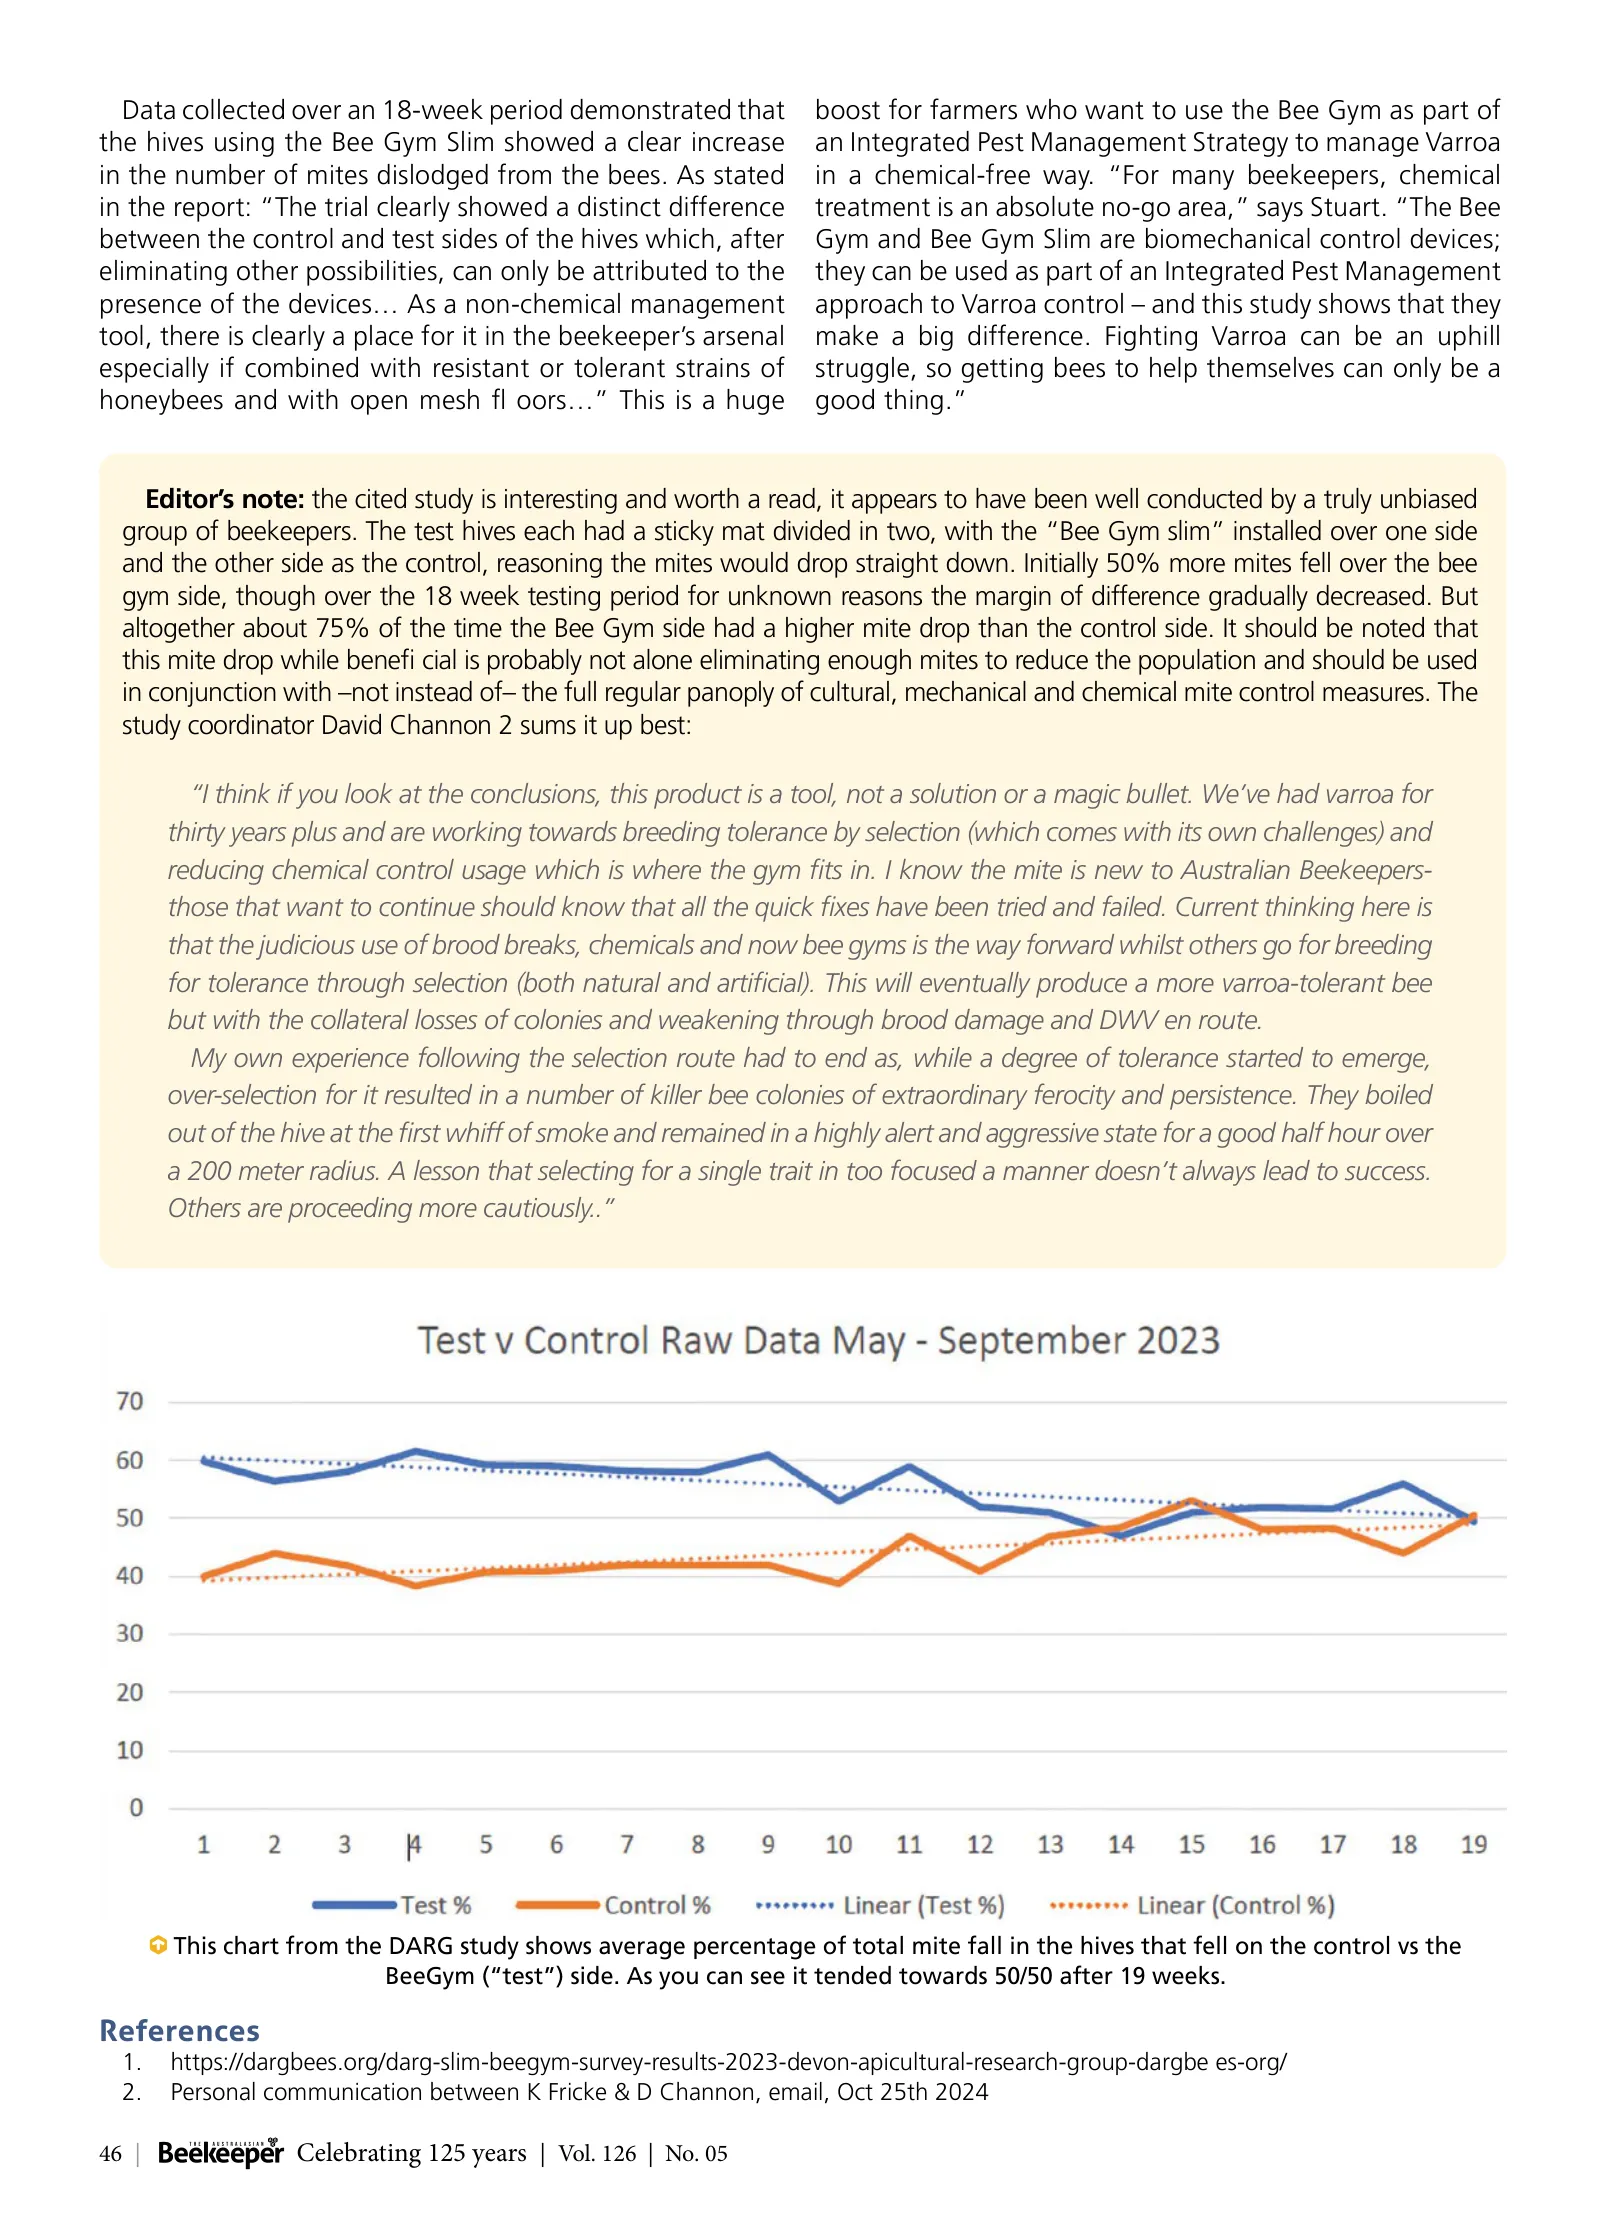 Data collected over an 18-week period demonstrated that
the hives using the Bee Gym Slim showed a clear increase
in the number of mites dislodged from the bees. As stated
in the report: “The trial clearly showed a distinct difference
between the control and test sides of the hives which, after
eliminating other possibilities, can only be attributed to the
presence of the devices… As a non-chemical management
tool, there is clearly a place for it in the beekeeper’s arsenal
especially if combined with resistant or tolerant strains of
honeybees and with open mesh fl oors…” This is a huge
boost for farmers who want to use the Bee Gym as part of
an Integrated Pest Management Strategy to manage Varroa
in a chemical-free way. “For many beekeepers, chemical
treatment is an absolute no-go area,” says Stuart. “The Bee
Gym and Bee Gym Slim are biomechanical control devices;
they can be used as part of an Integrated Pest Management
approach to Varroa control – and this study shows that they
make a big difference. Fighting Varroa can be an uphill
struggle, so getting bees to help themselves can only be a
good thing.”
Editor’s note: the cited study is interesting and worth a read, it appears to have been well conducted by a truly unbiased
group of beekeepers. The test hives each had a sticky mat divided in two, with the “Bee Gym slim” installed over one side
and the other side as the control, reasoning the mites would drop straight down. Initially 50% more mites fell over the bee
gym side, though over the 18 week testing period for unknown reasons the margin of difference gradually decreased. But
altogether about 75% of the time the Bee Gym side had a higher mite drop than the control side. It should be noted that
this mite drop while benefi cial is probably not alone eliminating enough mites to reduce the population and should be used
in conjunction with –not instead of– the full regular panoply of cultural, mechanical and chemical mite control measures. The
study coordinator David Channon 2 sums it up best:
“I think if you look at the conclusions, this product is a tool, not a solution or a magic bullet. We’ve had varroa for
thirty years plus and are working towards breeding tolerance by selection (which comes with its own challenges) and
reducing chemical control usage which is where the gym fits in. I know the mite is new to Australian Beekeepers-
those that want to continue should know that all the quick fixes have been tried and failed. Current thinking here is
that the judicious use of brood breaks, chemicals and now bee gyms is the way forward whilst others go for breeding
for tolerance through selection (both natural and artificial). This will eventually produce a more varroa-tolerant bee
but with the collateral losses of colonies and weakening through brood damage and DWV en route.
My own experience following the selection route had to end as, while a degree of tolerance started to emerge,
over-selection for it resulted in a number of killer bee colonies of extraordinary ferocity and persistence. They boiled
out of the hive at the first whiff of smoke and remained in a highly alert and aggressive state for a good half hour over
a 200 meter radius. A lesson that selecting for a single trait in too focused a manner doesn’t always lead to success.
Others are proceeding more cautiously..”
Test v Control Raw Data May - September 2023
70
60
50
40
30
20
10
0
1 2 3 4 5 6 7 8 9 10 11 12 13 14 15 16 17 18 19
Test % Control % Linear (Test %) Linear (Control %)
This chart from the DARG study shows average percentage of total mite fall in the hives that fell on the control vs the
BeeGym (“test”) side. As you can see it tended towards 50/50 after 19 weeks.
References
1. https://dargbees.org/darg-slim-beegym-survey-results-2023-devon-apicultural-research-group-dargbe es-org/
2. Personal communication between K Fricke & D Channon, email, Oct 25th 2024
46 | THE AUSTRALASIAN Beekeeper Celebrating 125 years | Vol. 126 | No. 05